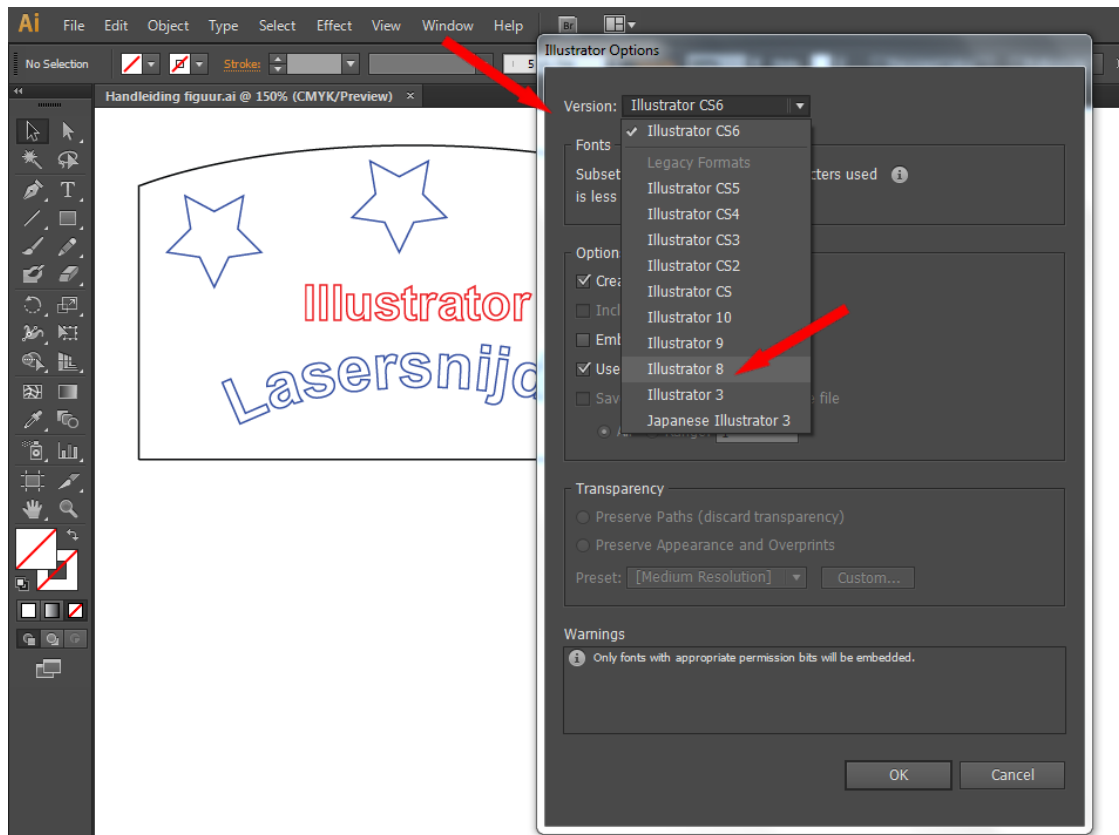 Ai File Edit Object Type Select Effect View Window Help Br
No Selection Stroke: 5
Handleiding figuur.ai @ 150% (CMYK/Preview) ×
Illustrator
Lasersnijd
Illustrator Options
Version: Illustrator CS6
Illustrator CS6
Legacy Formats
Illustrator CS5
Illustrator CS4
Illustrator CS3
Illustrator CS2
Illustrator CS
Illustrator 10
Illustrator 9
Illustrator 8
Illustrator 3
Japanese Illustrator 3
Fonts
Subset cters used
is less
Option
Crea
Incl
Emb
Use
Sav file
Transparency
Preserve Paths (discard transparency)
Preserve Appearance and Overprints
Preset: [Medium Resolution] Custom...
Warnings
Only fonts with appropriate permission bits will be embedded.
OK Cancel